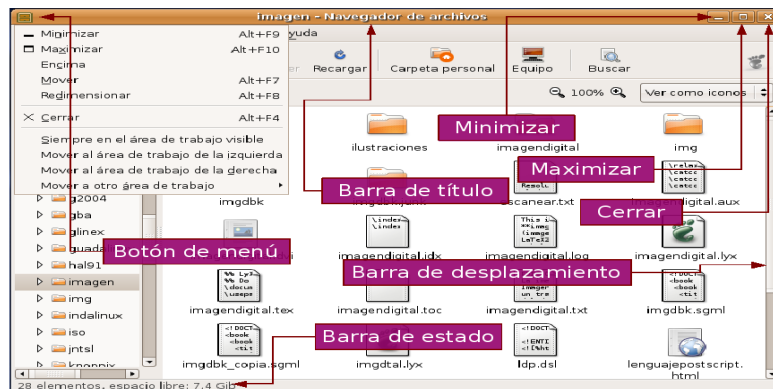 imagen - Navegador de archivos
Minimizar Alt+F9
Maximizar Alt+F10
Encima
Mover Alt+F7
Redimensionar Alt+F8
Cerrar Alt+F4
Siempre en el área de trabajo visible
Mover al área de trabajo de la izquierda
Mover al área de trabajo de la derecha
Mover a otro área de trabajo
yuda
Recargar
Carpeta personal
Equipo
Buscar
100%
Ver como iconos
Minimizar
Maximizar
Barra de título
Cerrar
Botón de menú
Barra de desplazamiento
Barra de estado
g2004
gba
glinex
hal91
imagen
img
indalinux
iso
jntsl
knoppix
ilustraciones
imagendigital
img
imgdbk
imgdbk.junk
escanear.txt
imagendigital.aux
imagendigital.idx
imagendigital.log
imagendigital.lyx
imagendigital.tex
imagendigital.toc
imagendigital.txt
imgdbk.sgml
imgdbk_copia.sgml
imgdtal.lyx
ldp.dsl
lenguajepostscript.
html
28 elementos, espacio libre: 7.4 Gib